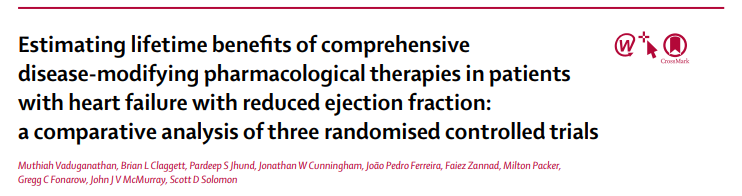 Estimating lifetime benefits of comprehensive
disease-modifying pharmacological therapies in patients
with heart failure with reduced ejection fraction:
a comparative analysis of three randomised controlled trials
W
CrossMark
Muthiah Vaduganathan, Brian L Claggett, Pardeep S Jhund, Jonathan W Cunningham, João Pedro Ferreira, Faiez Zannad, Milton Packer,
Gregg C Fonarow, John J V McMurray, Scott D Solomon